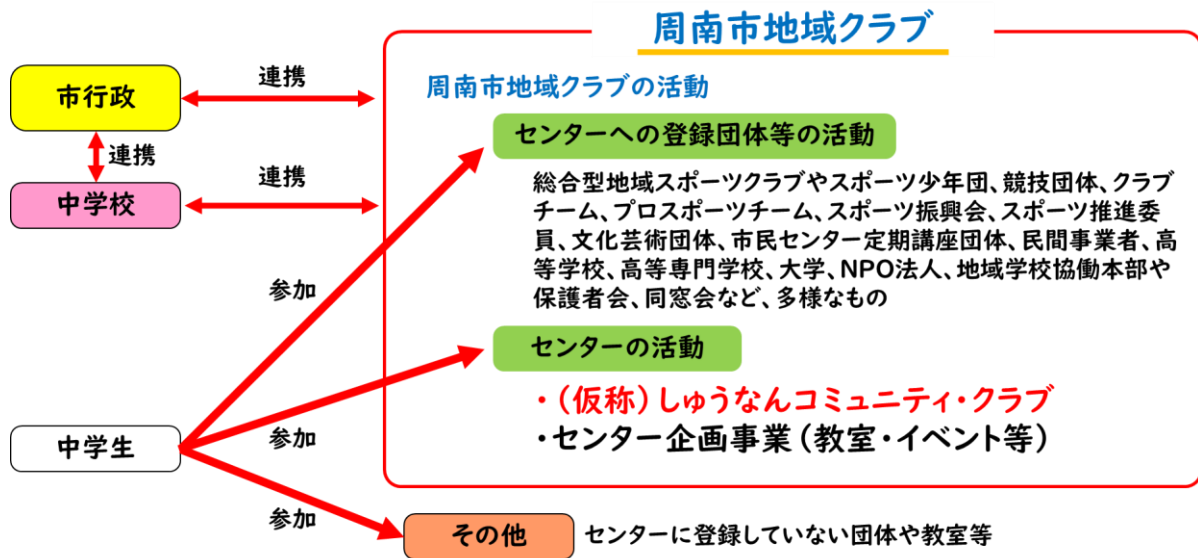 周南市地域クラブ
市行政
連携
周南市地域クラブの活動
連携
センターへの登録団体等の活動
中学校
連携
総合型地域スポーツクラブやスポーツ少年団、競技団体、クラブ
チーム、プロスポーツチーム、スポーツ振興会、スポーツ推進委
員、文化芸術団体、市民センター定期講座団体、民間事業者、高
等学校、高等専門学校、大学、NPO法人、地域学校協働本部や
保護者会、同窓会など、多様なもの
参加
センターの活動
・（仮称）しゅうなんコミュニティ・クラブ
・センター企画事業（教室・イベント等）
中学生
参加
参加
その他
センターに登録していない団体や教室等